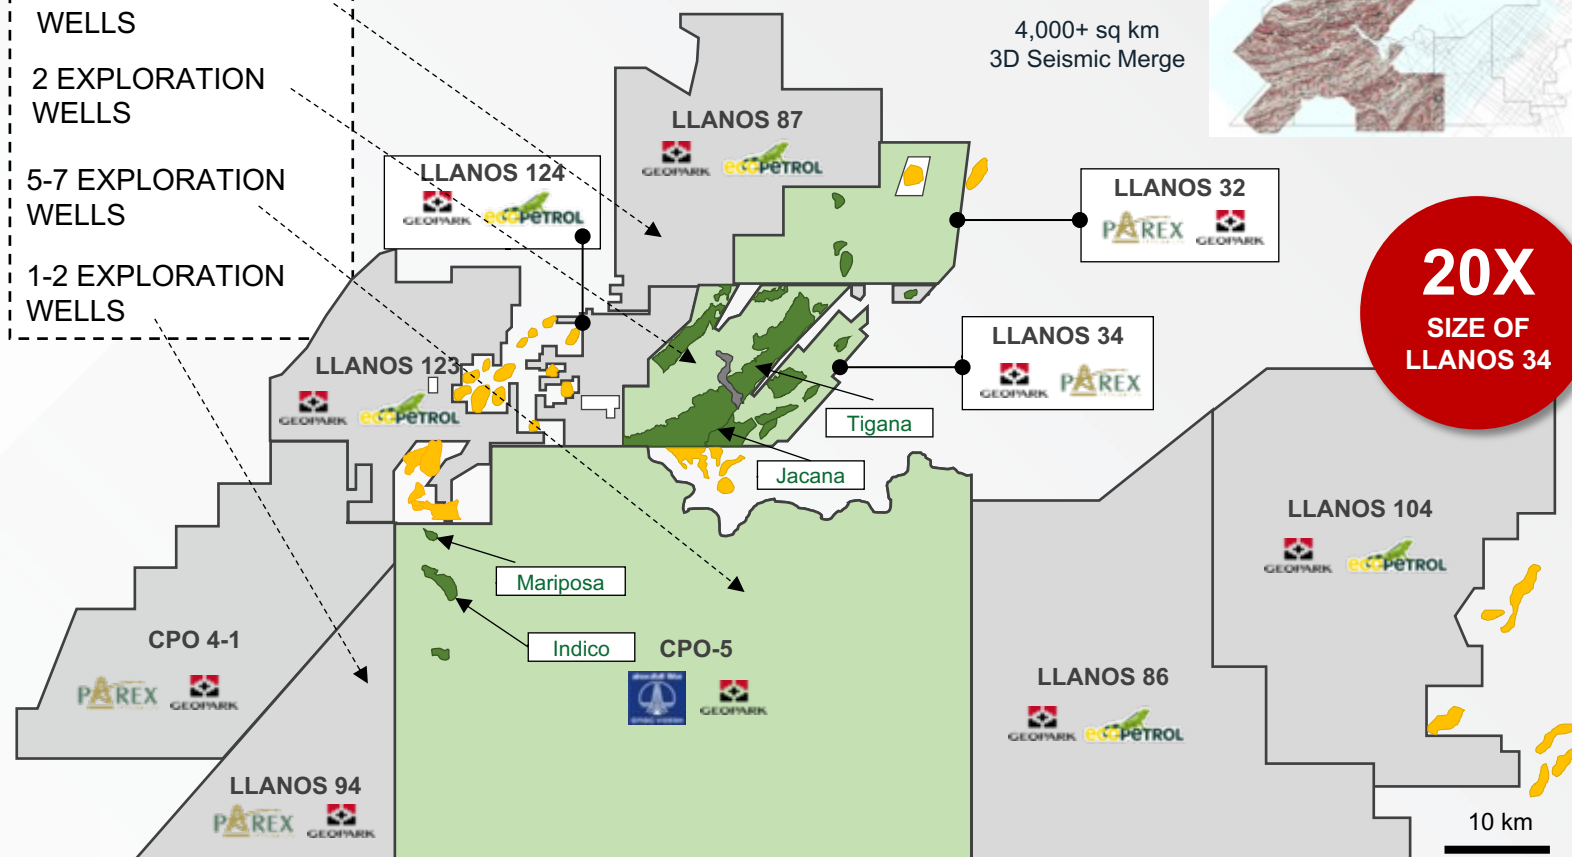 WELLS
2 EXPLORATION
WELLS
5-7 EXPLORATION
WELLS
1-2 EXPLORATION
WELLS
4,000+ sq km
3D Seismic Merge
LLANOS 87
GEOPARK
ecoPETROL
LLANOS 124
GEOPARK
ecoPETROL
LLANOS 32
PAREX
GEOPARK
20X
SIZE OF
LLANOS 34
LLANOS 34
GEOPARK
PAREX
LLANOS 123
GEOPARK
ecoPETROL
Tigana
Jacana
LLANOS 104
GEOPARK
ecoPETROL
Mariposa
Indico
CPO 4-1
PAREX
GEOPARK
CPO-5
GEOPARK
LLANOS 86
GEOPARK
ecoPETROL
LLANOS 94
PAREX
GEOPARK
10 km